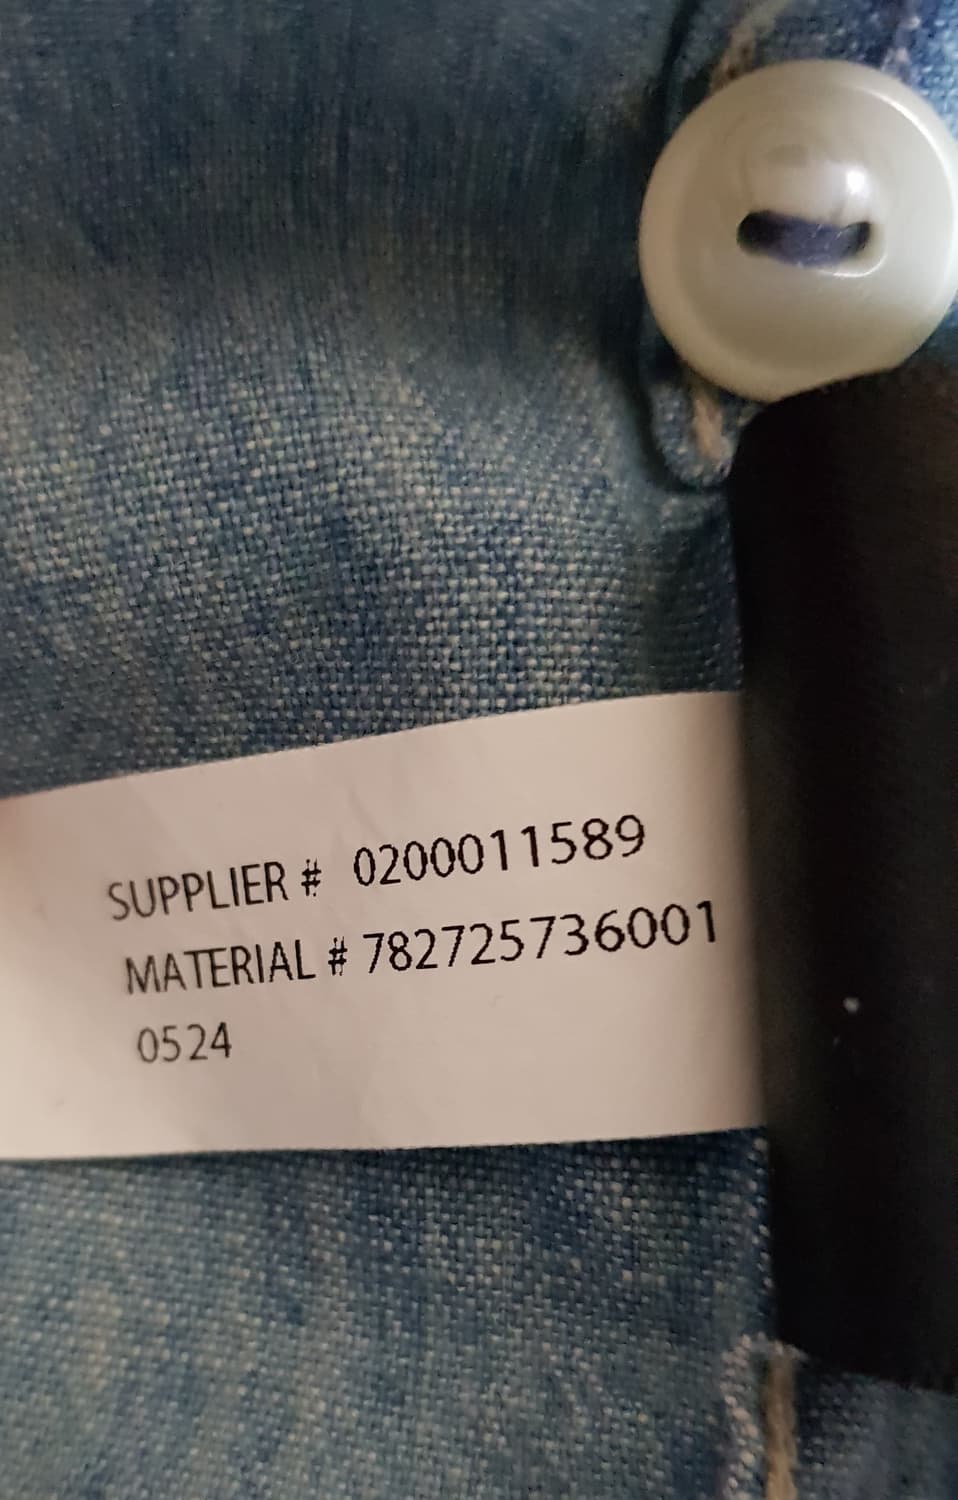 SUPPLIER # 0200011589
MATERIAL # 782725736001
0524